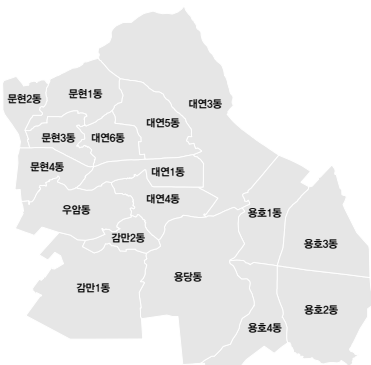 문현2동
문현1동
대연3동
문현3동
대연6동
대연5동
문현4동
대연1동
우암동
대연4동
용호1동
감만2동
용호3동
감만1동
용당동
용호2동
용호4동